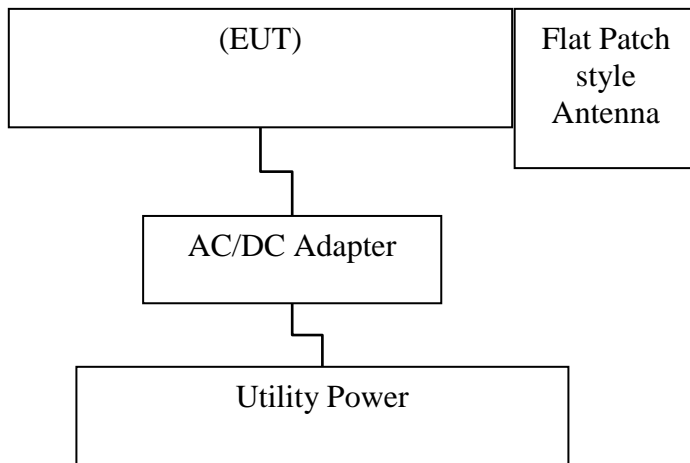 (EUT)
Flat Patch
style
Antenna
AC/DC Adapter
Utility Power